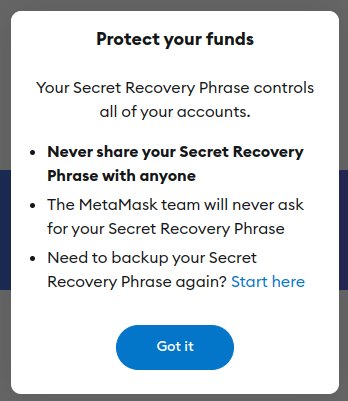 Protect your funds
Your Secret Recovery Phrase controls
all of your accounts.
• Never share your Secret Recovery
Phrase with anyone
• The MetaMask team will never ask
for your Secret Recovery Phrase
• Need to backup your Secret
Recovery Phrase again? Start here
Got it